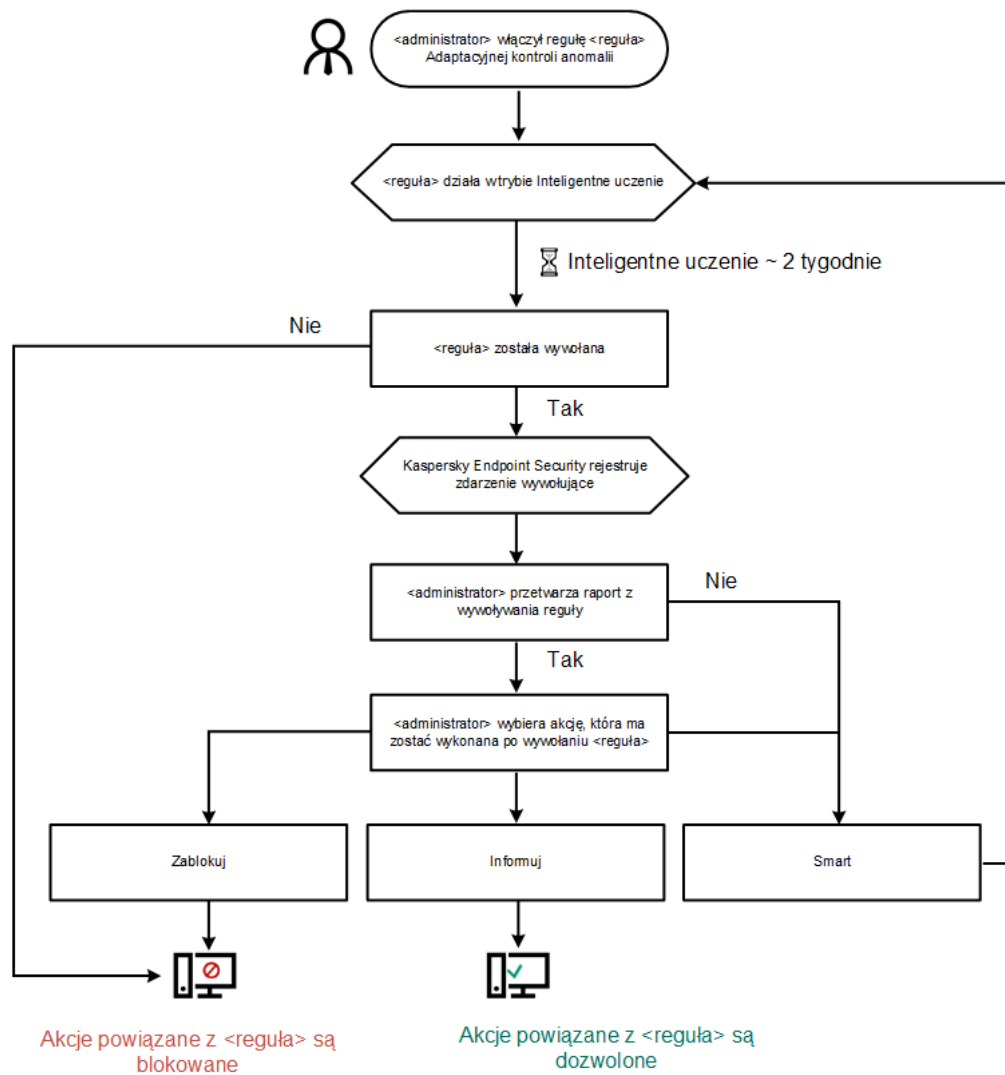 <administrator> włączył regułę <reguła>
Adaptacyjnej kontroli anomalii
<reguła> działa wtrybie Inteligentne uczenie
Inteligentne uczenie ~ 2 tygodnie
Nie
<reguła> została wywołana
Tak
Kaspersky Endpoint Security rejestruje
zdarzenie wywołujące
<administrator> przetwarza raport z
wywoływania reguły
Nie
Tak
<administrator> wybiera akcję, która ma
zostać wykonana po wywołaniu <reguła>
Zablokuj
Informuj
Smart
Akcje powiązane z <reguła> są
blokowane
Akcje powiązane z <reguła> są
dozwolone